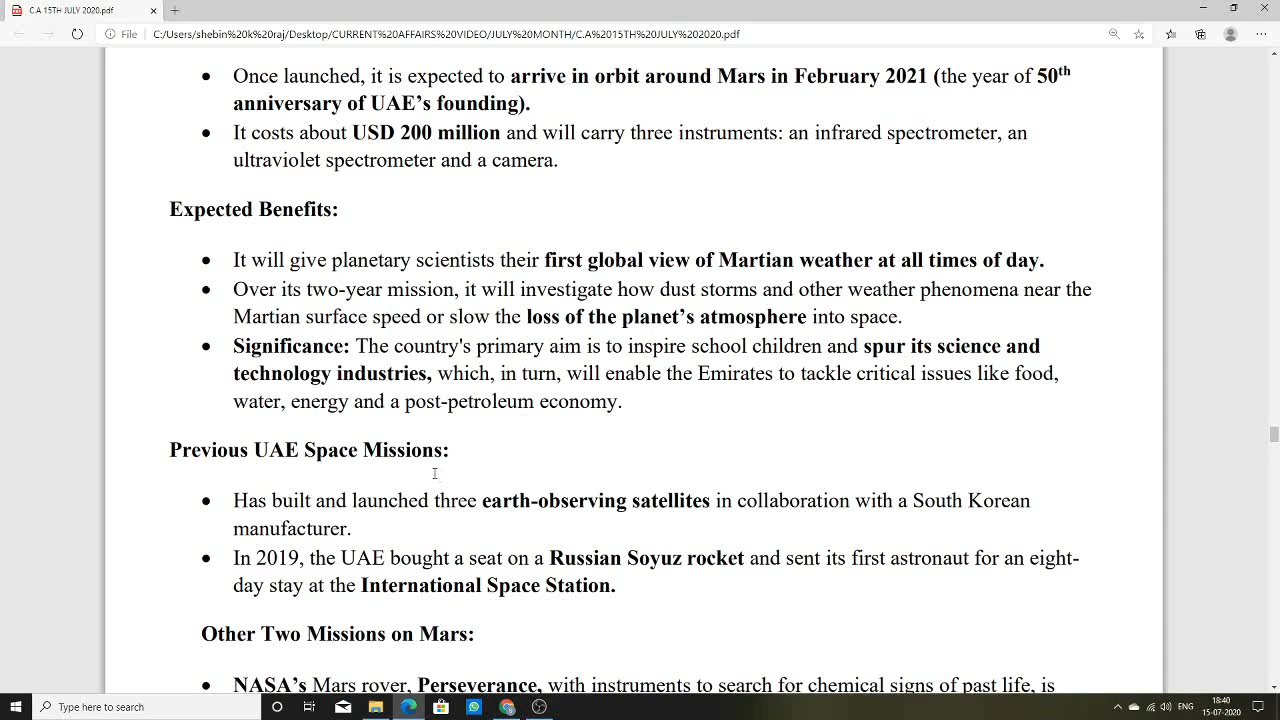 C.A 15TH JULY 2020.pdf
File C:/Users/shebin%20k%20raj/Desktop/CURRENT%20AFFAIRS%20VIDEO/JULY%20MONTH/C.A%2015TH%20JULY%202020.pdf
• Once launched, it is expected to arrive in orbit around Mars in February 2021 (the year of 50th
anniversary of UAE’s founding).
• It costs about USD 200 million and will carry three instruments: an infrared spectrometer, an
ultraviolet spectrometer and a camera.
Expected Benefits:
• It will give planetary scientists their first global view of Martian weather at all times of day.
• Over its two-year mission, it will investigate how dust storms and other weather phenomena near the
Martian surface speed or slow the loss of the planet’s atmosphere into space.
• Significance: The country's primary aim is to inspire school children and spur its science and
technology industries, which, in turn, will enable the Emirates to tackle critical issues like food,
water, energy and a post-petroleum economy.
Previous UAE Space Missions:
• Has built and launched three earth-observing satellites in collaboration with a South Korean
manufacturer.
• In 2019, the UAE bought a seat on a Russian Soyuz rocket and sent its first astronaut for an eight-
day stay at the International Space Station.
Other Two Missions on Mars:
• NASA’s Mars rover, Perseverance, with instruments to search for chemical signs of past life, is
Type here to search
ENG
18:40
15-07-2020